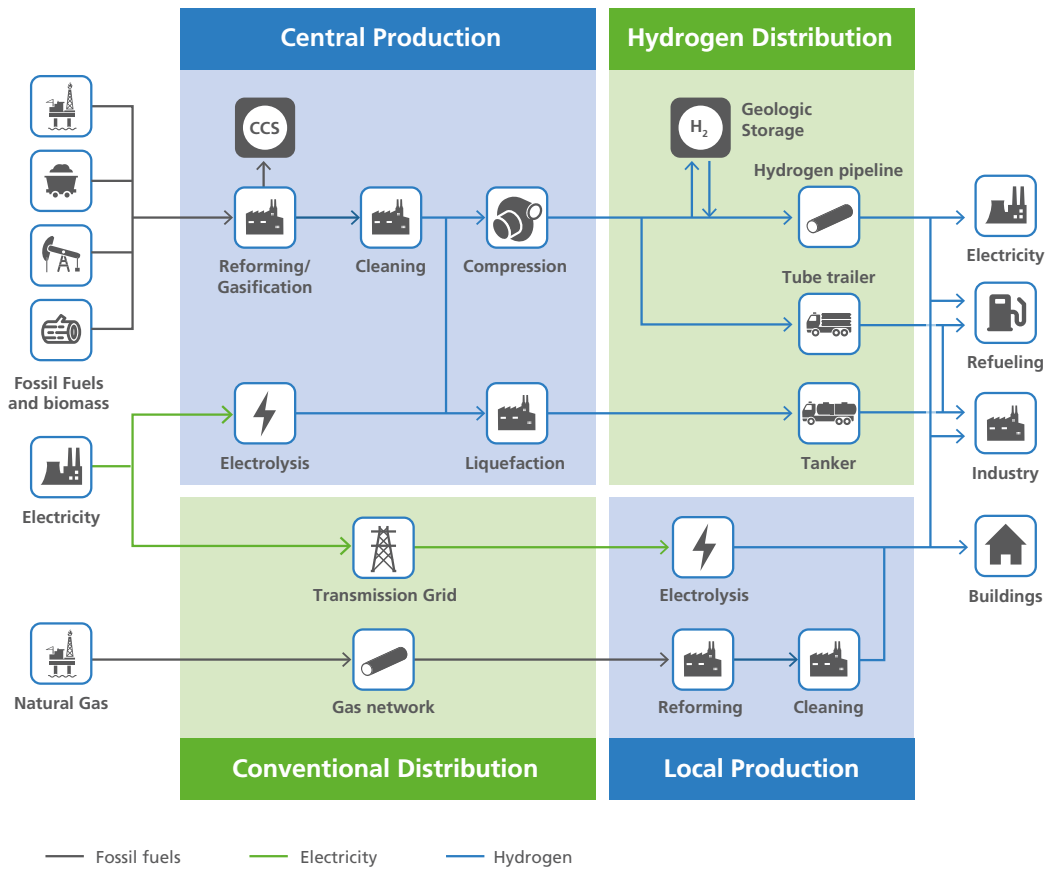 Central Production
Hydrogen Distribution
CCS
H2
Geologic
Storage
Hydrogen pipeline
Reforming/
Gasification
Cleaning
Compression
Electricity
Tube trailer
Refueling
Fossil Fuels
and biomass
Electrolysis
Liquefaction
Tanker
Industry
Electricity
Transmission Grid
Electrolysis
Buildings
Natural Gas
Gas network
Reforming
Cleaning
Conventional Distribution
Local Production
Fossil fuels
Electricity
Hydrogen